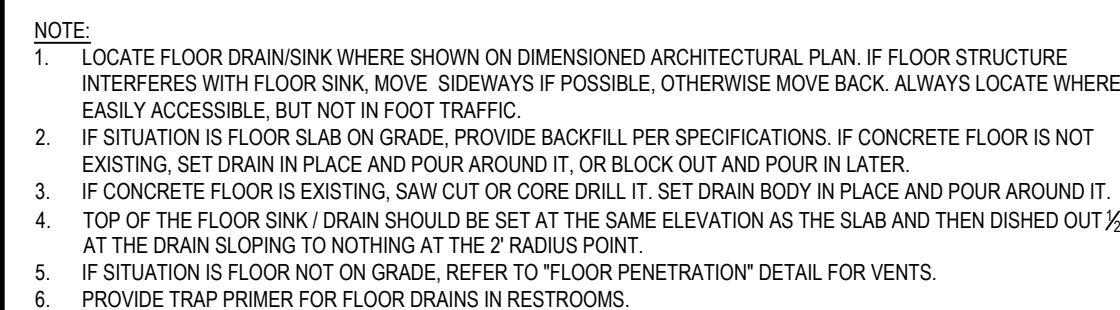 NOTE:
1. LOCATE FLOOR DRAIN/SINK WHERE SHOWN ON DIMENSIONED ARCHITECTURAL PLAN. IF FLOOR STRUCTURE
INTERFERES WITH FLOOR SINK, MOVE SIDEWAYS IF POSSIBLE, OTHERWISE MOVE BACK. ALWAYS LOCATE WHERE
EASILY ACCESSIBLE, BUT NOT IN FOOT TRAFFIC.
2. IF SITUATION IS FLOOR SLAB ON GRADE, PROVIDE BACKFILL PER SPECIFICATIONS. IF CONCRETE FLOOR IS NOT
EXISTING, SET DRAIN IN PLACE AND POUR AROUND IT, OR BLOCK OUT AND POUR IN LATER.
3. IF CONCRETE FLOOR IS EXISTING, SAW CUT OR CORE DRILL IT. SET DRAIN BODY IN PLACE AND POUR AROUND IT.
4. TOP OF THE FLOOR SINK / DRAIN SHOULD BE SET AT THE SAME ELEVATION AS THE SLAB AND THEN DISHED OUT ½
AT THE DRAIN SLOPING TO NOTHING AT THE 2' RADIUS POINT.
5. IF SITUATION IS FLOOR NOT ON GRADE, REFER TO "FLOOR PENETRATION" DETAIL FOR VENTS.
6. PROVIDE TRAP PRIMER FOR FLOOR DRAINS IN RESTROOMS.